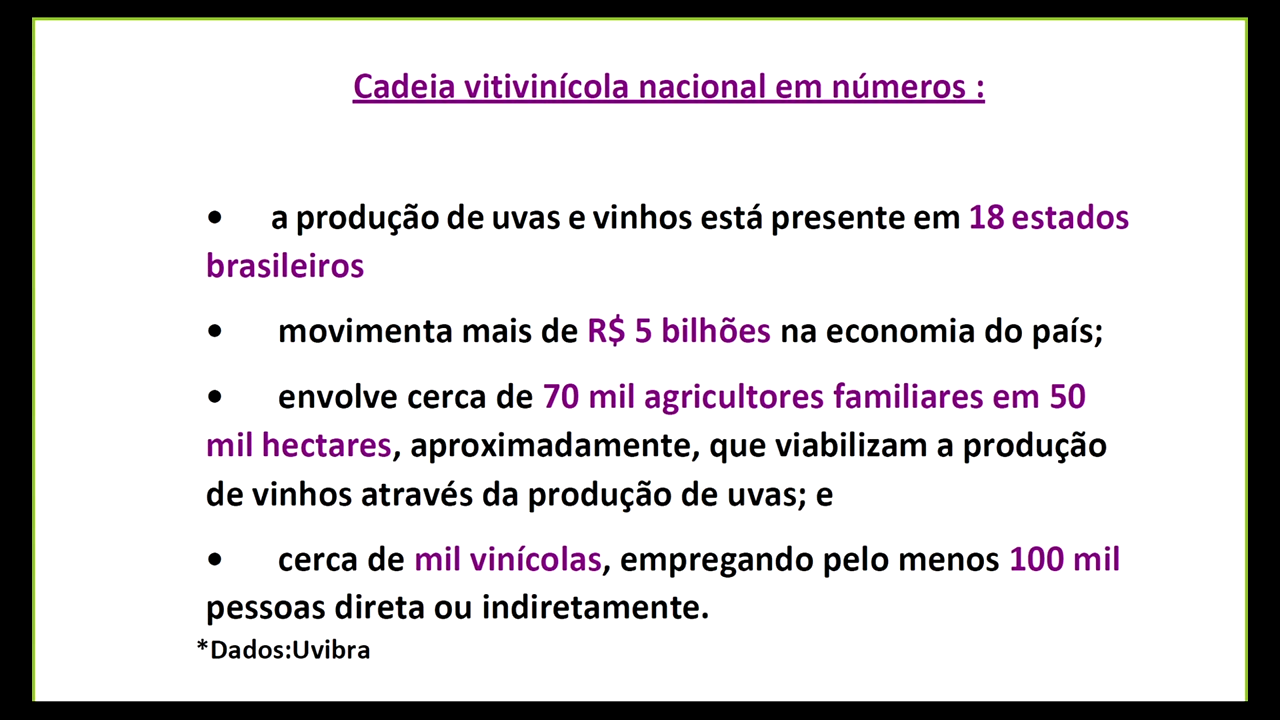 Cadeia vitivinícola nacional em números :
• a produção de uvas e vinhos está presente em 18 estados
brasileiros
• movimenta mais de R$ 5 bilhões na economia do país;
• envolve cerca de 70 mil agricultores familiares em 50
mil hectares, aproximadamente, que viabilizam a produção
de vinhos através da produção de uvas; e
• cerca de mil vinícolas, empregando pelo menos 100 mil
pessoas direta ou indiretamente.
*Dados:Uvibra